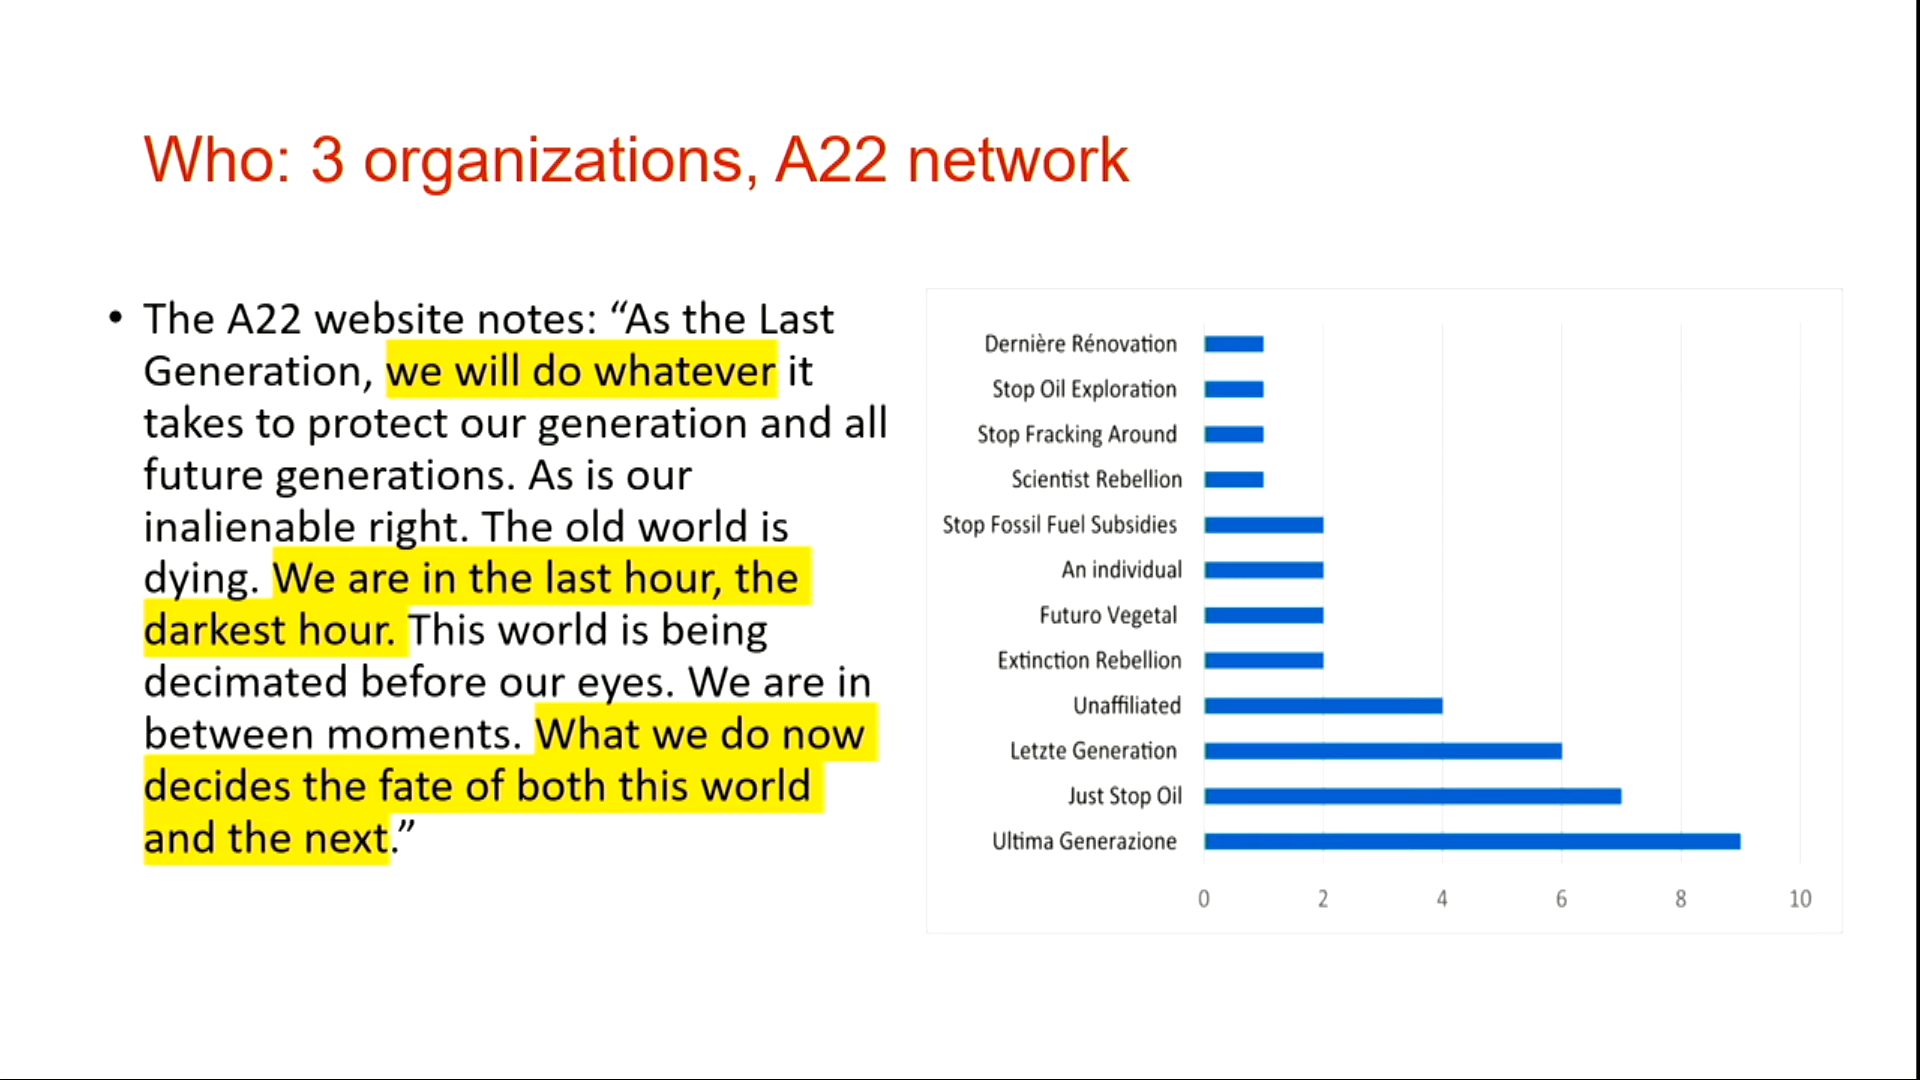 Who: 3 organizations, A22 network
• The A22 website notes: “As the Last
Generation, we will do whatever it
takes to protect our generation and all
future generations. As is our
inalienable right. The old world is
dying. We are in the last hour, the
darkest hour. This world is being
decimated before our eyes. We are in
between moments. What we do now
decides the fate of both this world
and the next.”
Dernière Rénovation
Stop Oil Exploration
Stop Fracking Around
Scientist Rebellion
Stop Fossil Fuel Subsidies
An individual
Futuro Vegetal
Extinction Rebellion
Unaffiliated
Letzte Generation
Just Stop Oil
Ultima Generazione
0 2 4 6 8 10